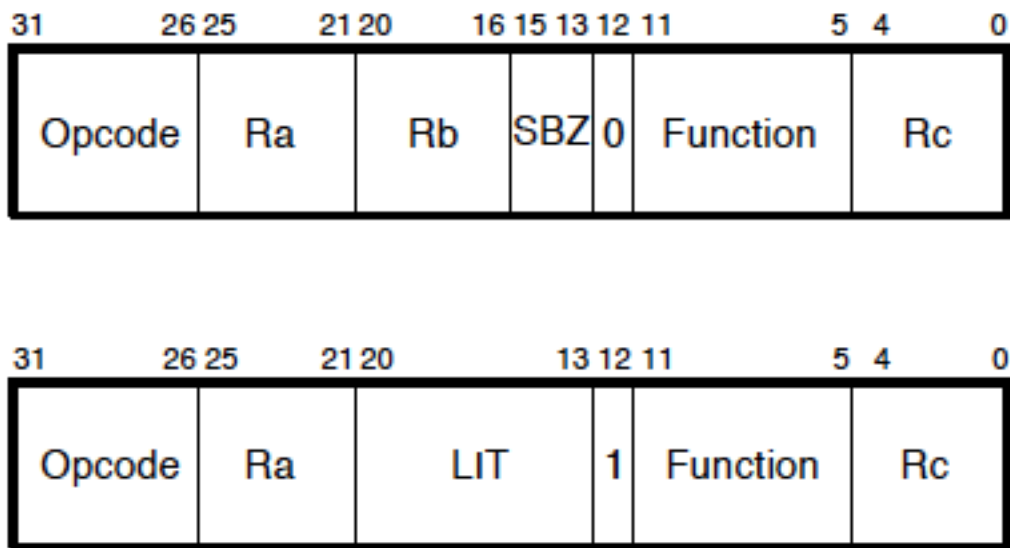 31 26 25 21 20 16 15 13 12 11 5 4 0
Opcode Ra Rb SBZ 0 Function Rc
31 26 25 21 20 13 12 11 5 4 0
Opcode Ra LIT 1 Function Rc